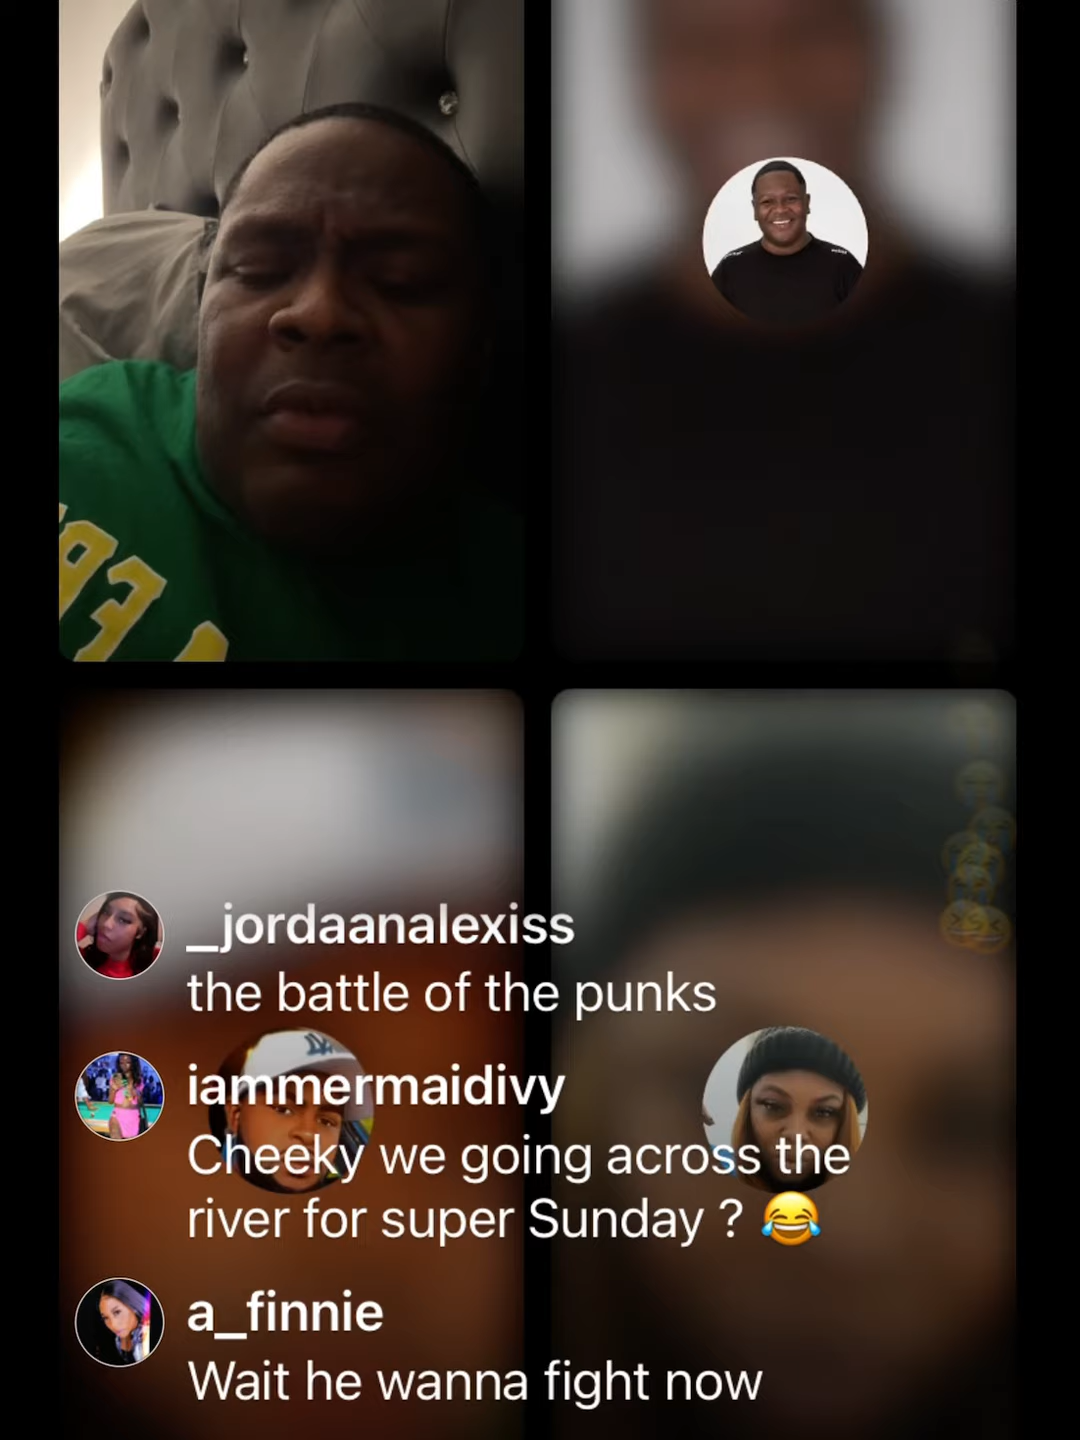 _jordaanalexiss
the battle of the punks
iammermaidivy
Cheeky we going across the
river for super Sunday ? 😂
a_finnie
Wait he wanna fight now